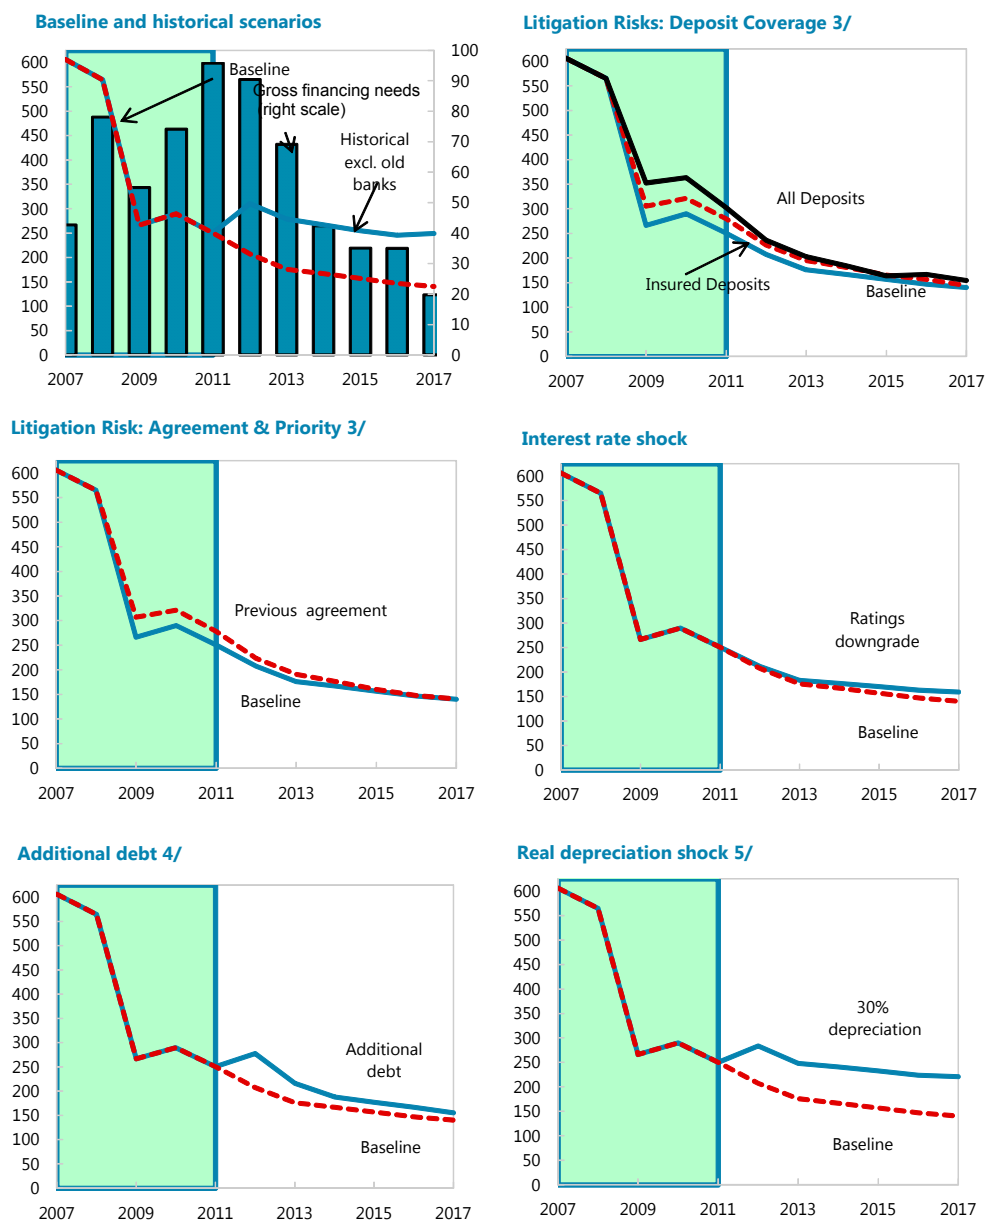 Baseline and historical scenarios
600
550
500
450
400
350
300
250
200
150
100
50
0
100
90
80
70
60
50
40
30
20
10
0
Baseline
Gross financing needs
(right scale)
Historical
excl. old
banks
2007 2009 2011 2013 2015 2017
Litigation Risks: Deposit Coverage 3/
600
550
500
450
400
350
300
250
200
150
100
50
0
All Deposits
Insured Deposits
Baseline
2007 2009 2011 2013 2015 2017
Litigation Risk: Agreement & Priority 3/
600
550
500
450
400
350
300
250
200
150
100
50
0
Previous agreement
Baseline
2007 2009 2011 2013 2015 2017
Interest rate shock
600
550
500
450
400
350
300
250
200
150
100
50
0
Ratings
downgrade
Baseline
2007 2009 2011 2013 2015 2017
Additional debt 4/
600
550
500
450
400
350
300
250
200
150
100
50
0
Additional
debt
Baseline
2007 2009 2011 2013 2015 2017
Real depreciation shock 5/
600
550
500
450
400
350
300
250
200
150
100
50
0
30%
depreciation
Baseline
2007 2009 2011 2013 2015 2017